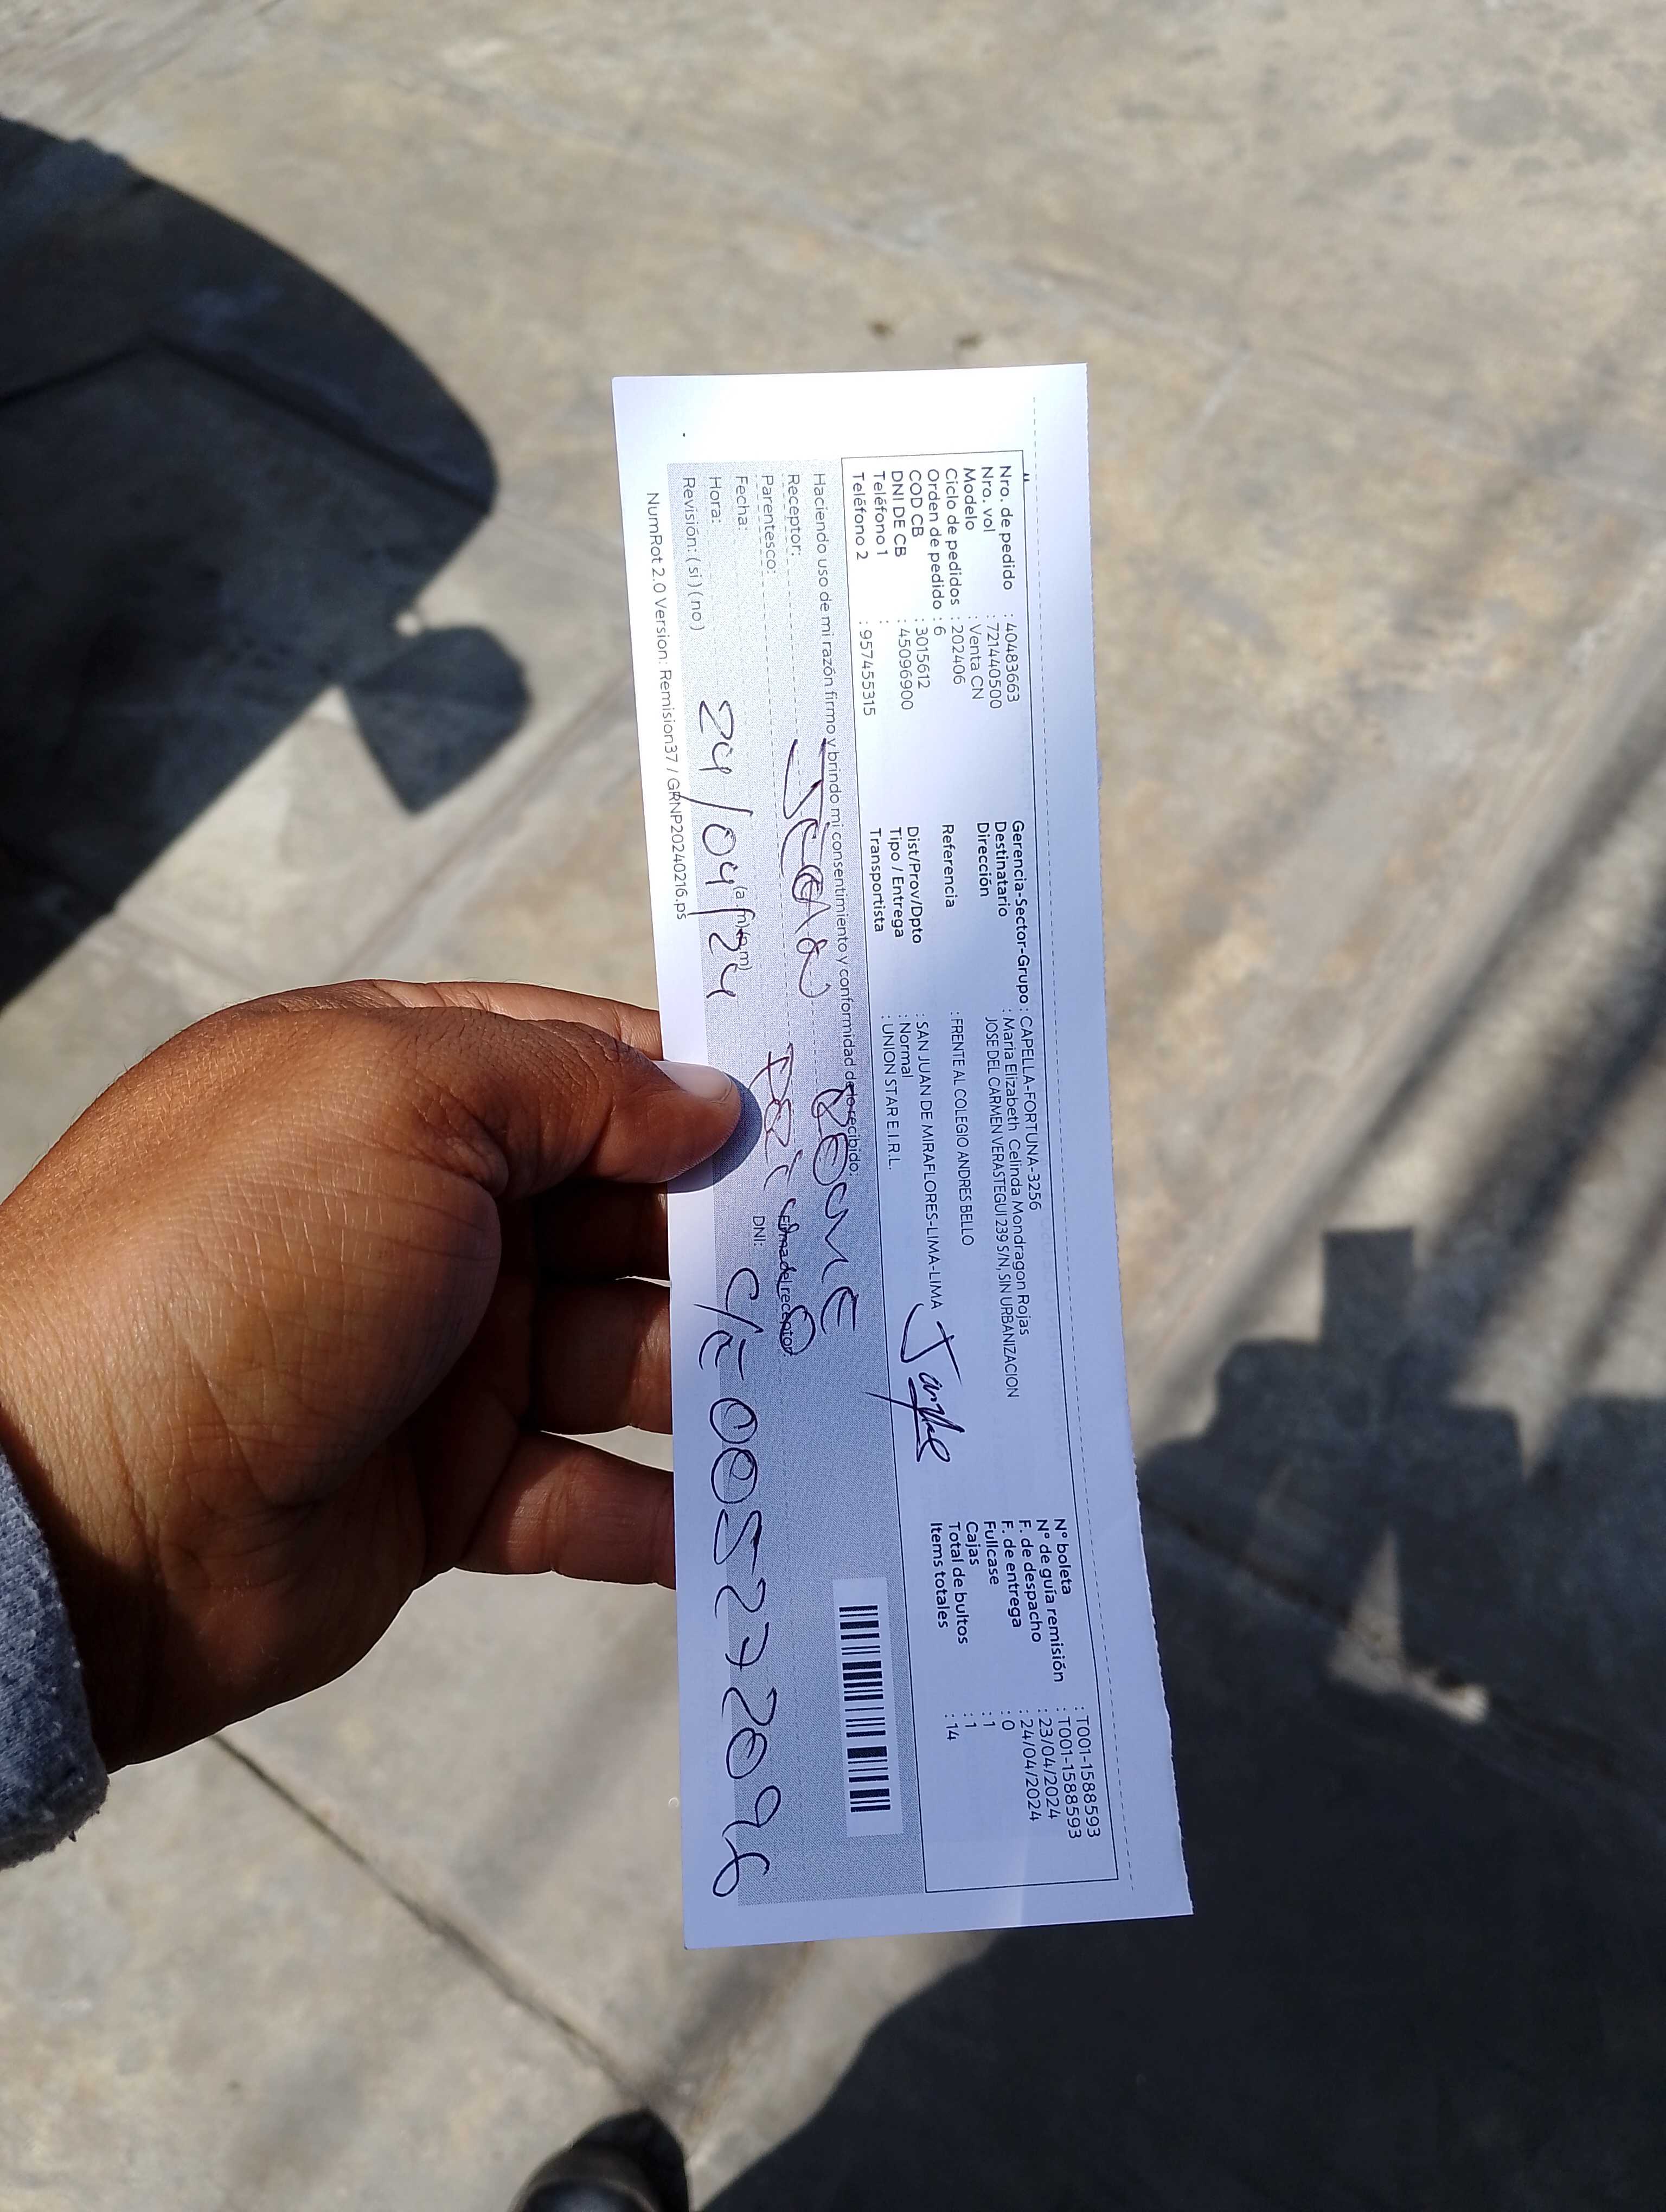 Nro. de pedido : 40483663
Nro. vol : 721440500
Modelo : Venta CN
Ciclo de pedidos : 202406
Orden de pedido : 6
COD CB : 3015612
DNI DE CB : 45096900
Teléfono 1 :
Teléfono 2 : 957455315
Gerencia-Sector-Grupo : CAPELLA-FORTUNA-3256
Destinatario : Maria Elizabeth Celinda Mondragon Rojas
Dirección JOSE DEL CARMEN VERASTEGUI 239 S/N, SIN URBANIZACION
Referencia : FRENTE AL COLEGIO ANDRES BELLO
Dist/Prov/Dpto : SAN JUAN DE MIRAFLORES-LIMA-LIMA
Tipo / Entrega : Normal
Transportista : UNION STAR E.I.R.L.
N° boleta : T001-1588593
N° de guía remisión : T001-1588593
F. de despacho : 23/04/2024
F. de entrega : 24/04/2024
Fullcase : 0
Cajas : 1
Total de bultos : 1
Items totales : 14
Haciendo uso de mi razón firmo y brindo mi consentimiento y conformidad de lo recibido:
Receptor:
Parentesco:
Fecha:
Hora: (a.m)(p.m)
24/04/24
Revisión: ( si ) ( no )
Firma del receptor
DNI: C/E-005272096
NumRot 2.0 Version: Remision37 / GRNP20240216.ps